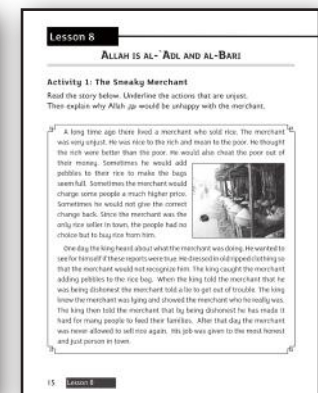 Lesson 8
ALLAH IS AL-`ADL AND AL-BARI
Activity 1: The Sneaky Merchant
Read the story below. Underline the actions that are unjust.
Then explain why Allah would be unhappy with the merchant.
A long time ago there lived a merchant who sold rice. The merchant
was very unjust. He was nice to the rich and mean to the poor. He thought
the rich were better than the poor. He would also cheat the poor out of
their money. Sometimes he would add
pebbles to their rice to make the bags
seem full. Sometimes the merchant would
charge some people a much higher price.
Sometimes he would not give the correct
change back. Since the merchant was the
only rice seller in town, the people had no
choice but to buy rice from him.
One day the king heard about what the merchant was doing. He wanted to
see for himself if these reports were true. He dressed in old ripped clothing so
that the merchant would not recognize him. The king caught the merchant
adding pebbles to the rice bag. When the king told the merchant that he
was being dishonest the merchant told a lie to get out of trouble. The king
knew the merchant was lying and showed the merchant who he really was.
The king then told the merchant that by being dishonest he has made it
hard for many people to feed their families. After that day the merchant
was never allowed to sell rice again. His job was given to the most honest
and just person in town.
15 Lesson 8